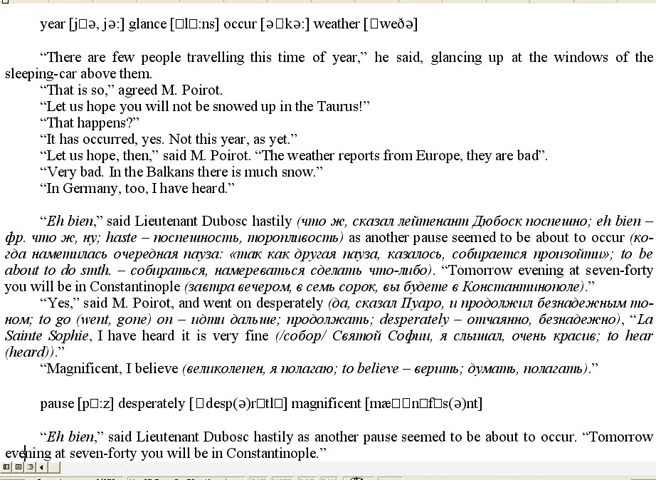 year [j□ə, jə:] glance [□l□:ns] occur [ə□kə:] weather [□weðə]
“There are few people travelling this time of year,” he said, glancing up at the windows of the
sleeping-car above them.
“That is so,” agreed M. Poirot.
“Let us hope you will not be snowed up in the Taurus!”
“That happens?”
“It has occurred, yes. Not this year, as yet.”
“Let us hope, then,” said M. Poirot. “The weather reports from Europe, they are bad”.
“Very bad. In the Balkans there is much snow.”
“In Germany, too, I have heard.”
“Eh bien,” said Lieutenant Dubosc hastily (что ж, сказал лейтенант Дюбоск поспешно; eh bien –
фр. что ж, ну; haste – поспешность, торопливость) as another pause seemed to be about to occur (ко-
гда наметилась очередная пауза: «так как другая пауза, казалось, собирается произойти»; to be
about to do smth. – собираться, намереваться сделать что-либо). “Tomorrow evening at seven-forty
you will be in Constantinople (завтра вечером, в семь сорок, вы будете в Константинополе).”
“Yes,” said M. Poirot, and went on desperately (да, сказал Пуаро, и продолжил безнадежным то-
ном; to go (went, gone) on – идти дальше; продолжать; desperately – отчаянно, безнадежно), “La
Sainte Sophie, I have heard it is very fine (/собор/ Святой Софии, я слышал, очень красив; to hear
(heard)).”
“Magnificent, I believe (великолепен, я полагаю; to believe – верить; думать, полагать).”
pause [p□:z] desperately [□desp(ə)r□tl□] magnificent [mæ□□n□f□s(ə)nt]
“Eh bien,” said Lieutenant Dubosc hastily as another pause seemed to be about to occur. “Tomorrow
evening at seven-forty you will be in Constantinople.”